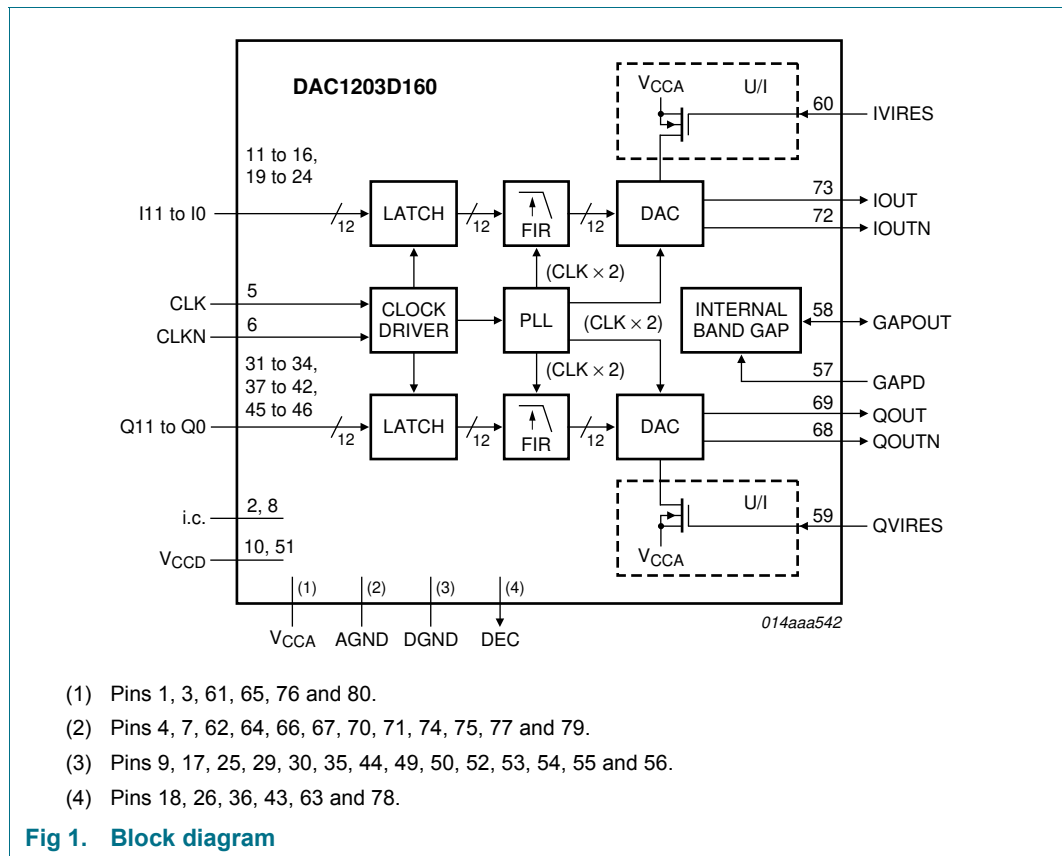 DAC1203D160
VCCA
U/I
60
IVIRES
11 to 16,
19 to 24
I11 to I0
12
LATCH
12
FIR
12
DAC
73
IOUT
72
IOUTN
(CLK × 2)
CLK
5
CLKN
6
CLOCK
DRIVER
PLL
(CLK × 2)
INTERNAL
BAND GAP
58
GAPOUT
57
GAPD
(CLK × 2)
31 to 34,
37 to 42,
45 to 46
Q11 to Q0
12
LATCH
12
FIR
12
DAC
69
QOUT
68
QOUTN
U/I
59
QVIRES
VCCA
i.c.
2, 8
VCCD
10, 51
(1)
(2)
(3)
(4)
VCCA
AGND
DGND
DEC
014aaa542
(1) Pins 1, 3, 61, 65, 76 and 80.
(2) Pins 4, 7, 62, 64, 66, 67, 70, 71, 74, 75, 77 and 79.
(3) Pins 9, 17, 25, 29, 30, 35, 44, 49, 50, 52, 53, 54, 55 and 56.
(4) Pins 18, 26, 36, 43, 63 and 78.
Fig 1. Block diagram